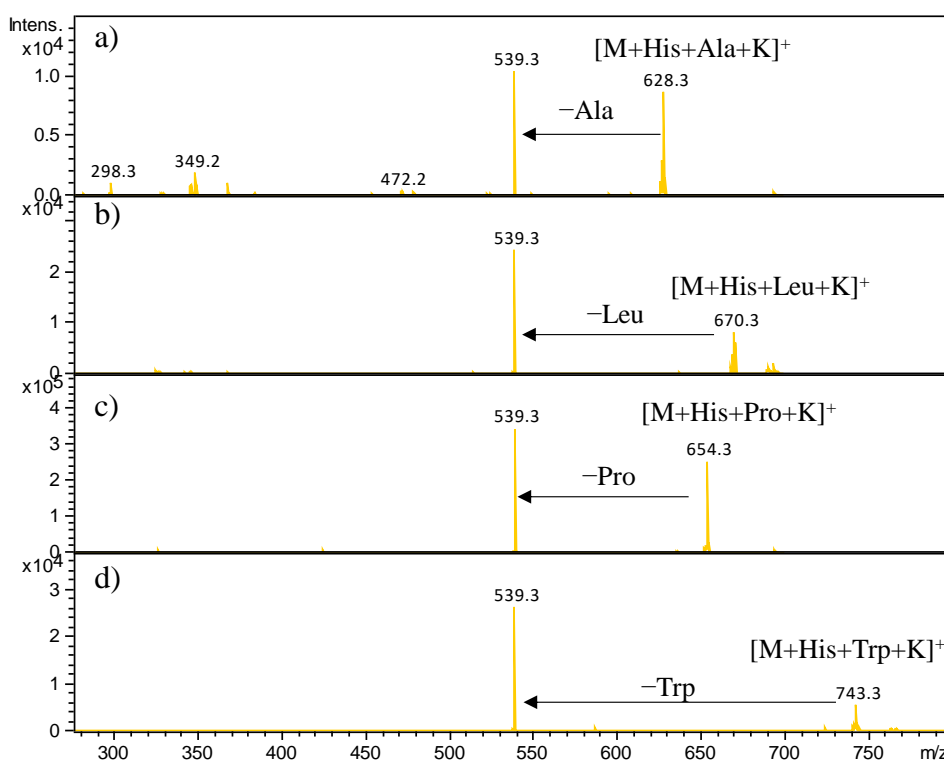 Intens.
x10⁴
a)
[M+His+Ala+K]⁺
539.3
628.3
1.0
−Ala
0.5
298.3
349.2
472.2
0.0
x10⁴
b)
[M+His+Leu+K]⁺
539.3
670.3
2
−Leu
1
0
x10⁵
c)
[M+His+Pro+K]⁺
539.3
654.3
4
3
−Pro
2
1
0
x10⁴
d)
[M+His+Trp+K]⁺
539.3
743.3
3
2
−Trp
1
0
300 350 400 450 500 550 600 650 700 750 m/z